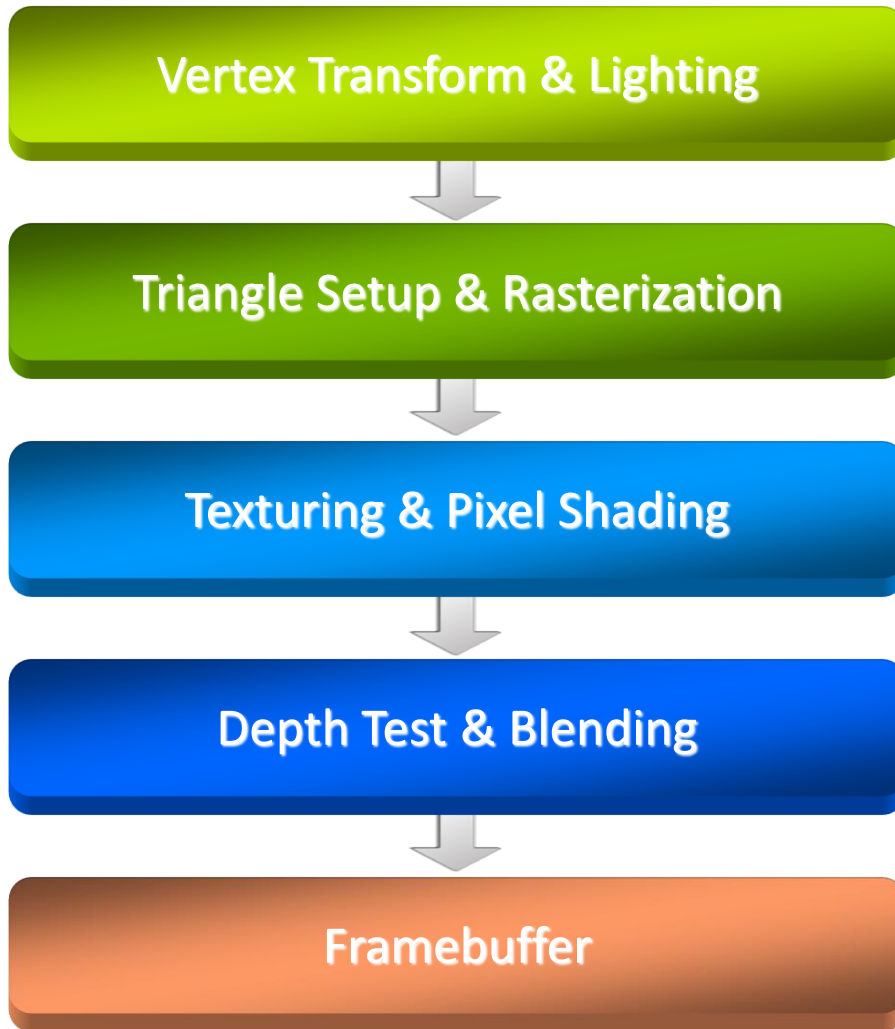 Vertex Transform & Lighting
Triangle Setup & Rasterization
Texturing & Pixel Shading
Depth Test & Blending
Framebuffer